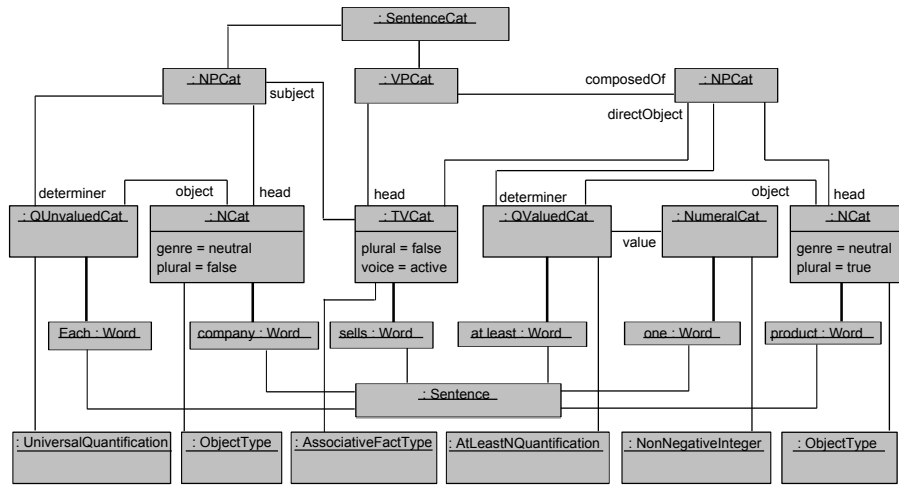 : SentenceCat
: NPCat
: VPCat
composedOf
: NPCat
subject
directObject
determiner
object
head
head
determiner
object
head
: QUnvaluedCat
: NCat
genre = neutral
plural = false
: TVCat
plural = false
voice = active
: QValuedCat
value
: NumeralCat
: NCat
genre = neutral
plural = true
Each : Word
company : Word
sells : Word
at least : Word
one : Word
product : Word
: Sentence
: UniversalQuantification
: ObjectType
: AssociativeFactType
: AtLeastNQuantification
: NonNegativeInteger
: ObjectType